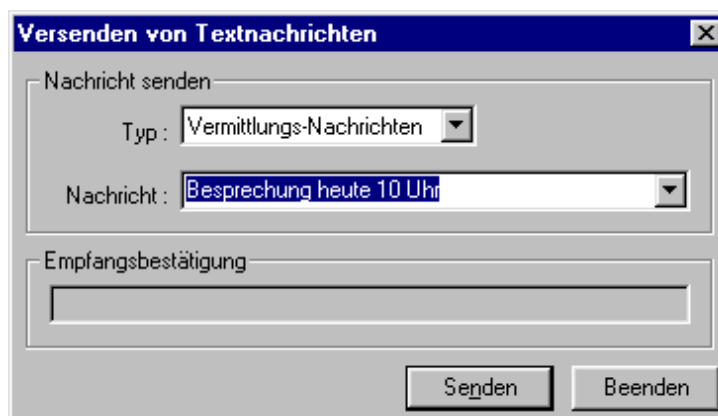 Versenden von Textnachrichten
Nachricht senden
Typ : Vermittlungs-Nachrichten
Nachricht : Besprechung heute 10 Uhr
Empfangsbestätigung
Senden Beenden